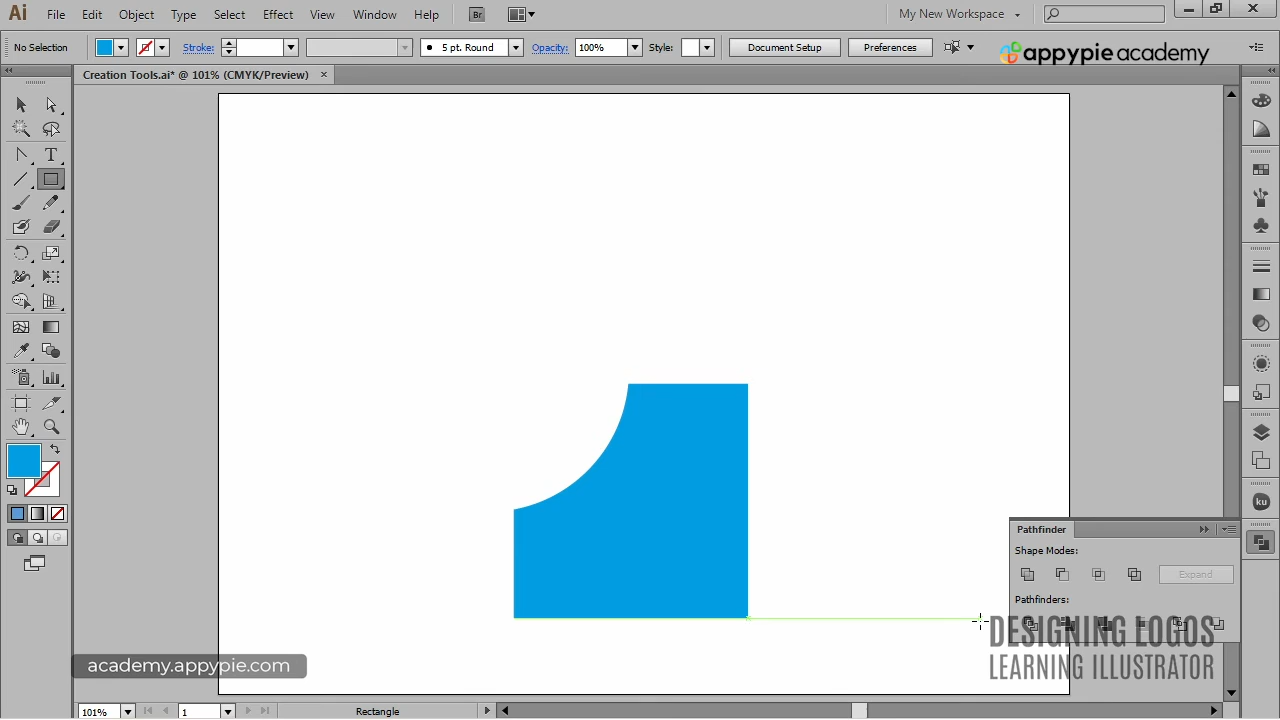 Ai File Edit Object Type Select Effect View Window Help Br My New Workspace
No Selection Stroke: 5 pt. Round Opacity: 100% Style: Document Setup Preferences appypie academy
Creation Tools.ai* @ 101% (CMYK/Preview)
T
ku
Pathfinder
Shape Modes:
Expand
Pathfinders:
DESIGNING LOGOS
LEARNING ILLUSTRATOR
academy.appypie.com
101% 1 Rectangle